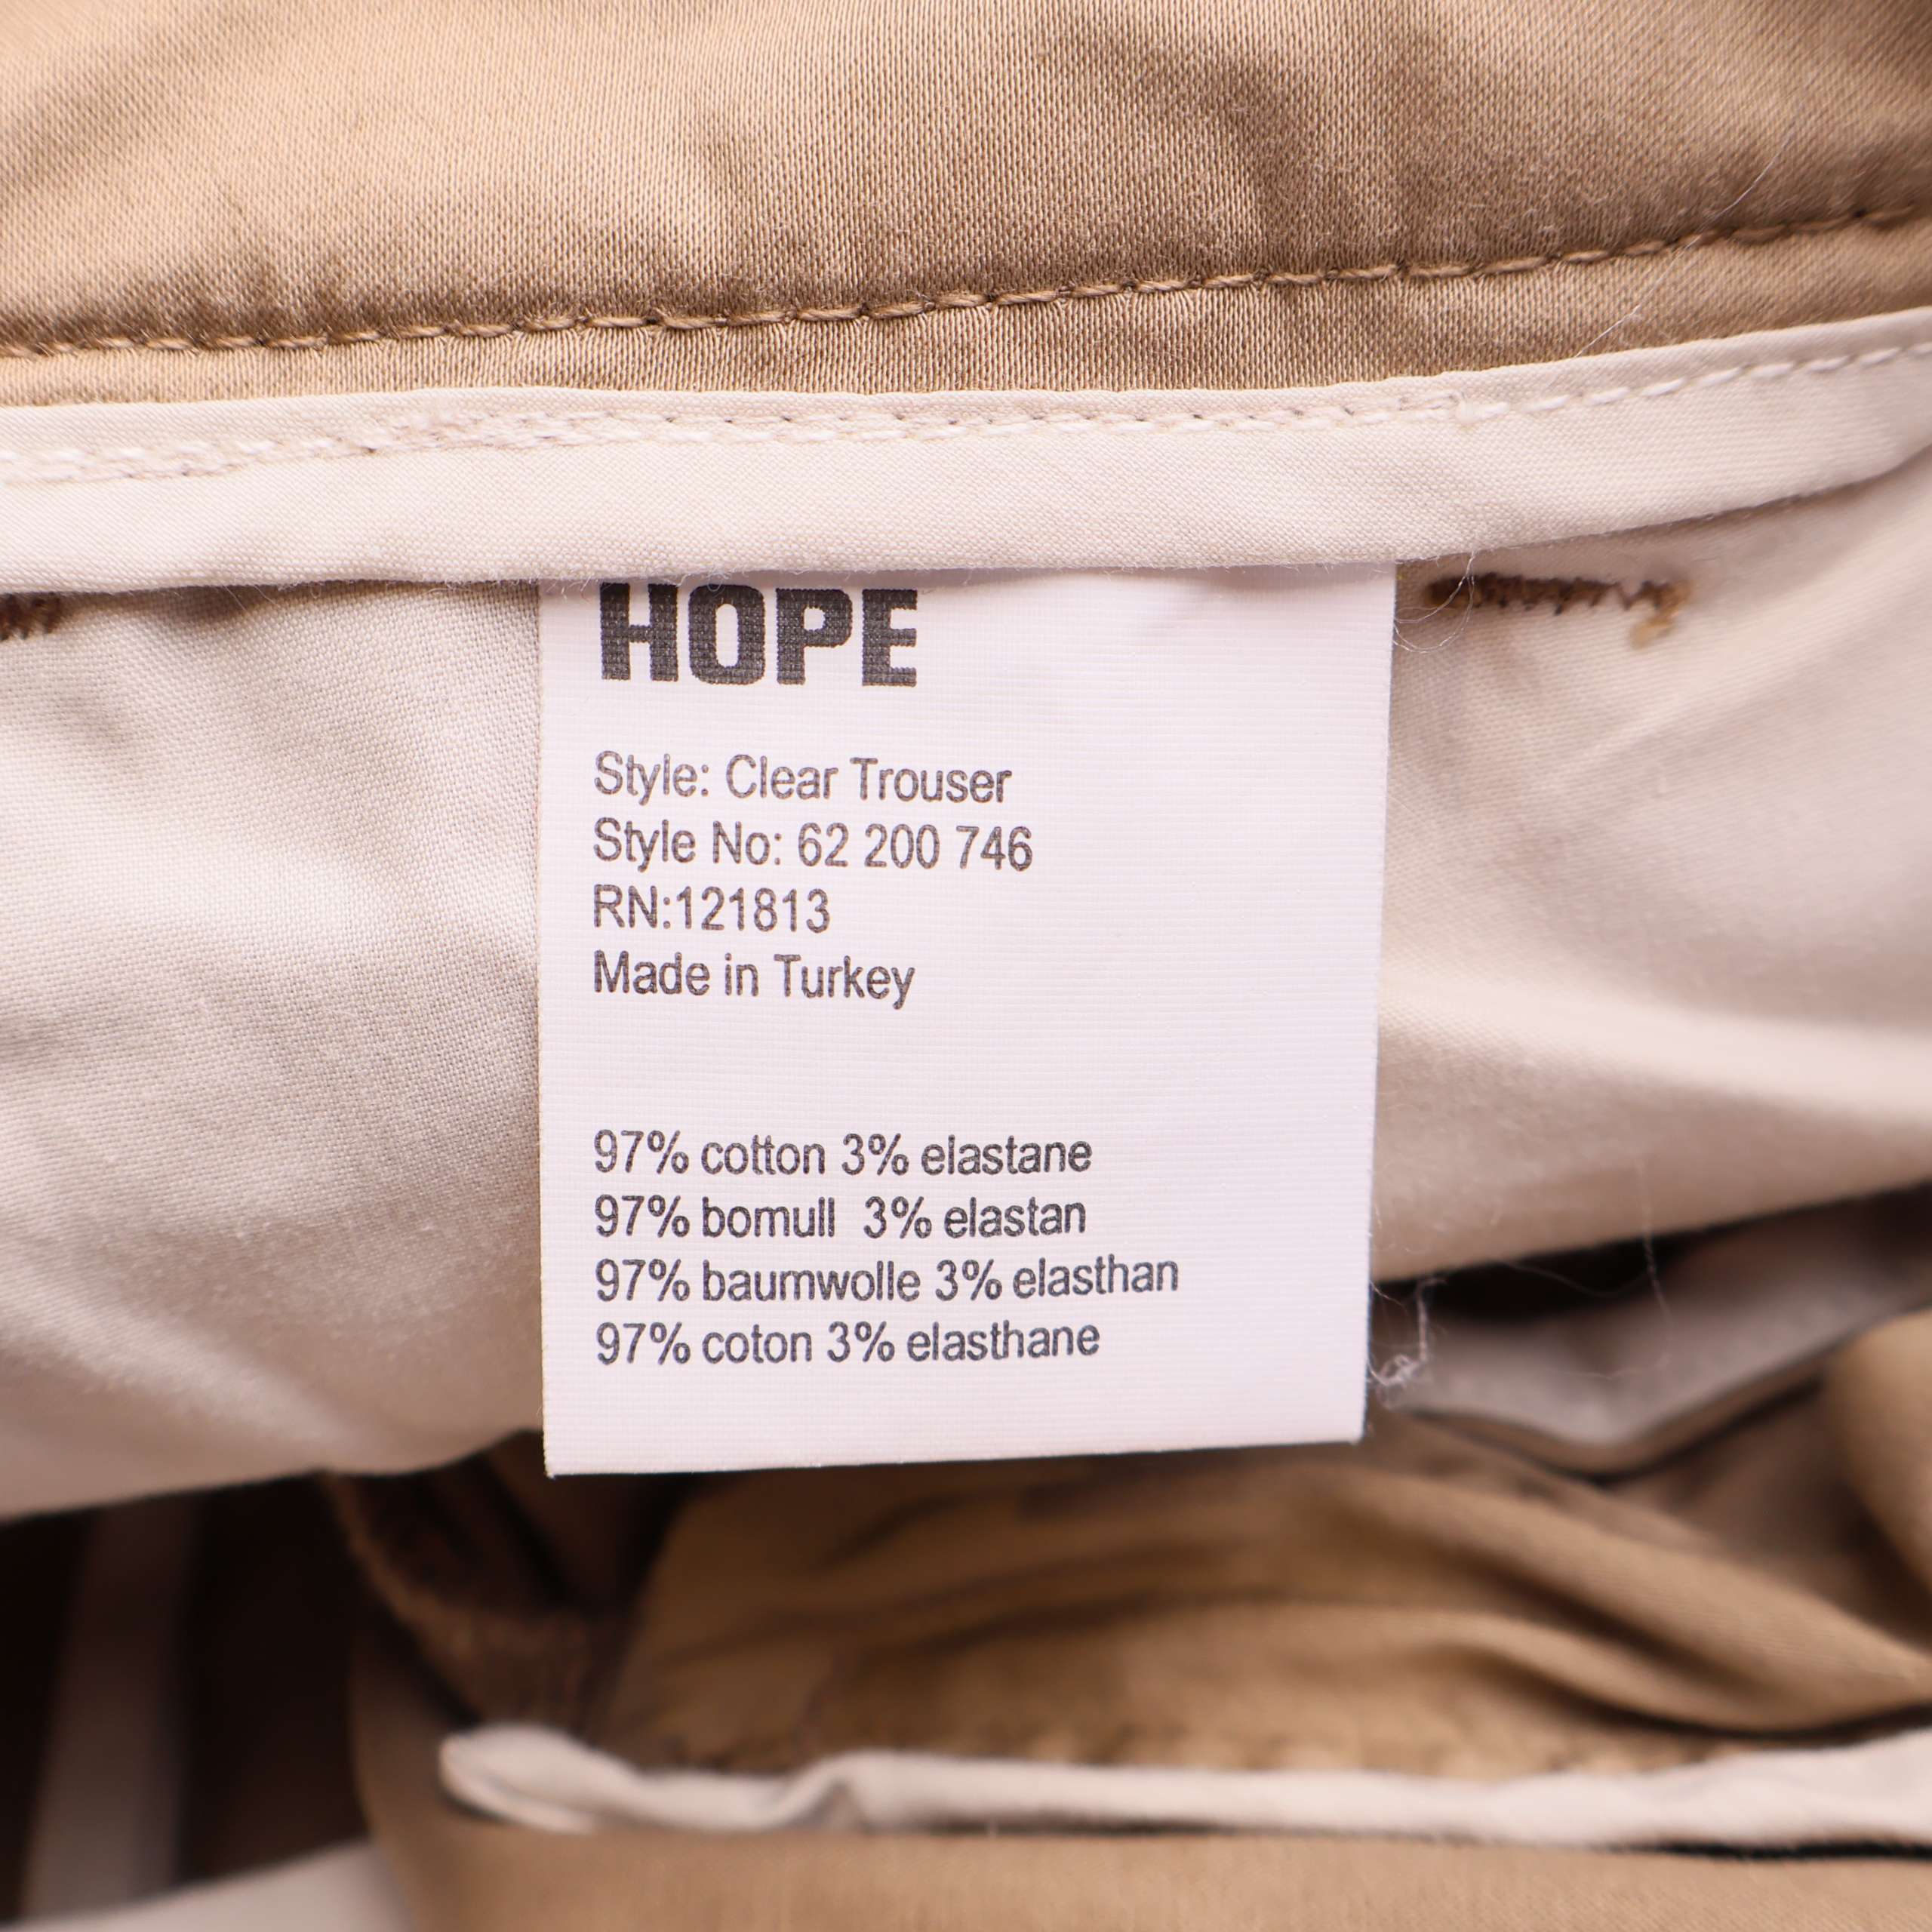 HOPE
Style: Clear Trouser
Style No: 62 200 746
RN:121813
Made in Turkey
97% cotton 3% elastane
97% bomull 3% elastan
97% baumwolle 3% elasthan
97% coton 3% elasthane